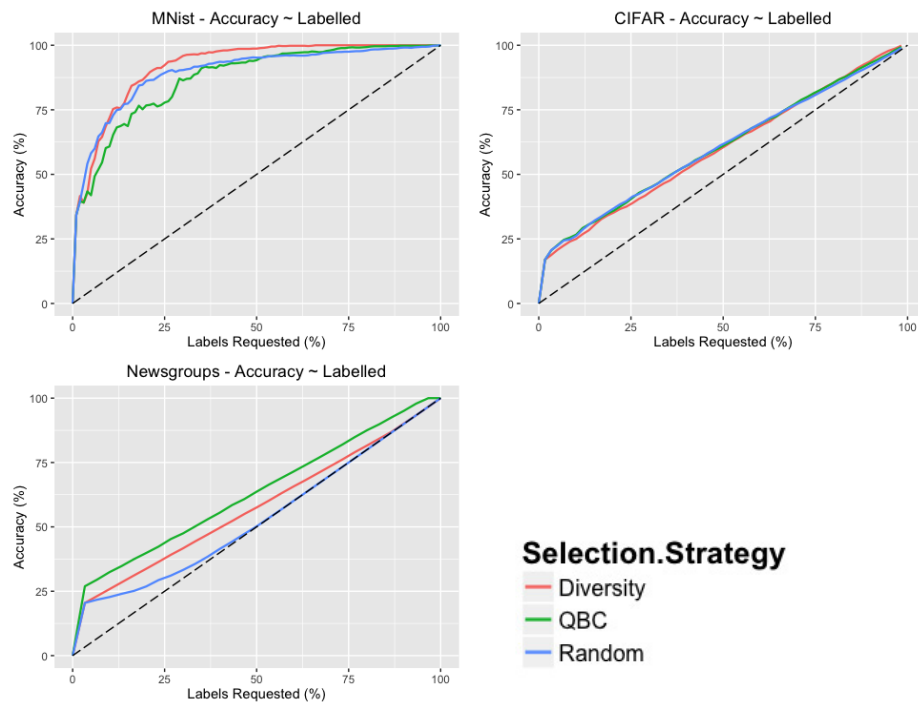 MNist - Accuracy ~ Labelled
100
75
50
25
0
Accuracy (%)
0 25 50 75 100
Labels Requested (%)
CIFAR - Accuracy ~ Labelled
100
75
50
25
0
Accuracy (%)
0 25 50 75 100
Labels Requested (%)
Newsgroups - Accuracy ~ Labelled
100
75
50
25
0
Accuracy (%)
0 25 50 75 100
Labels Requested (%)
Selection.Strategy
Diversity
QBC
Random